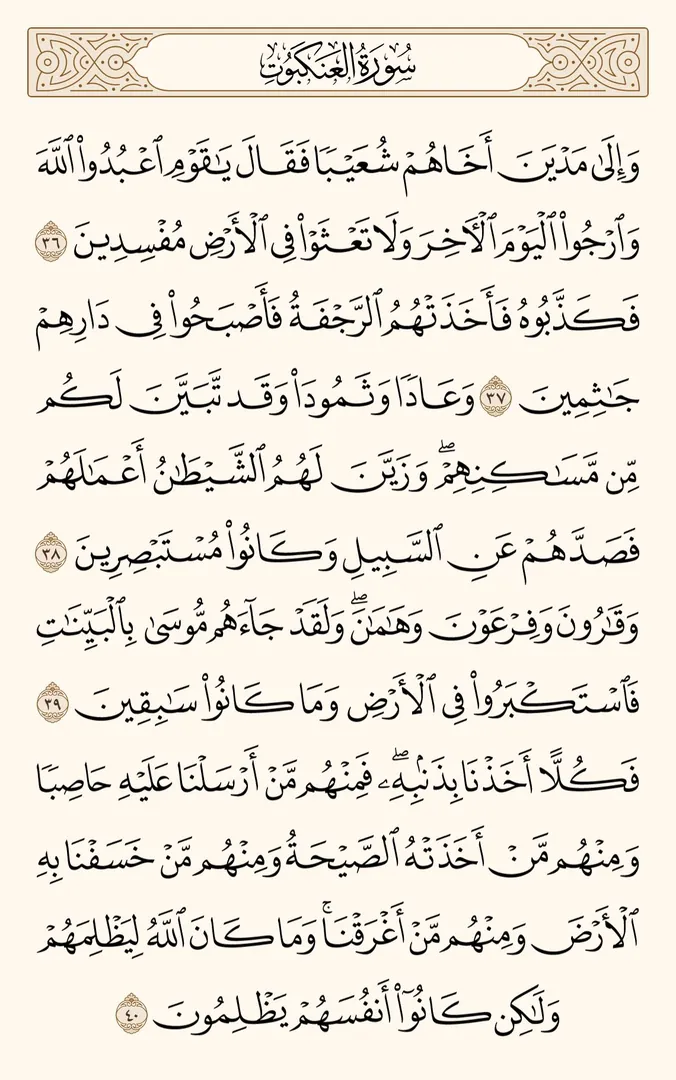 سُورَةُ العَنكَبُوتِ
وَإِلَىٰ مَدْيَنَ أَخَاهُمْ شُعَيْبًا فَقَالَ يَٰقَوْمِ ٱعْبُدُوا۟ ٱللَّهَ
وَٱرْجُوا۟ ٱلْيَوْمَ ٱلْـَٔاخِرَ وَلَا تَعْثَوْا۟ فِى ٱلْأَرْضِ مُفْسِدِينَ ٣٦
فَكَذَّبُوهُ فَأَخَذَتْهُمُ ٱلرَّجْفَةُ فَأَصْبَحُوا۟ فِى دَارِهِمْ
جَٰثِمِينَ ٣٧ وَعَادًا وَثَمُودَا۟ وَقَد تَّبَيَّنَ لَكُم
مِّن مَّسَٰكِنِهِمْ ۖ وَزَيَّنَ لَهُمُ ٱلشَّيْطَٰنُ أَعْمَٰلَهُمْ
فَصَدَّهُمْ عَنِ ٱلسَّبِيلِ وَكَانُوا۟ مُسْتَبْصِرِينَ ٣٨
وَقَٰرُونَ وَفِرْعَوْنَ وَهَٰمَٰنَ ۖ وَلَقَدْ جَآءَهُم مُّوسَىٰ بِٱلْبَيِّنَٰتِ
فَٱسْتَكْبَرُوا۟ فِى ٱلْأَرْضِ وَمَا كَانُوا۟ سَٰبِقِينَ ٣٩
فَكُلًّا أَخَذْنَا بِذَنۢبِهِۦ ۖ فَمِنْهُم مَّنْ أَرْسَلْنَا عَلَيْهِ حَاصِبًا
وَمِنْهُم مَّنْ أَخَذَتْهُ ٱلصَّيْحَةُ وَمِنْهُم مَّنْ خَسَفْنَا بِهِ
ٱلْأَرْضَ وَمِنْهُم مَّنْ أَغْرَقْنَا ۚ وَمَا كَانَ ٱللَّهُ لِيَظْلِمَهُمْ
وَلَٰكِن كَانُوٓا۟ أَنفُسَهُمْ يَظْلِمُونَ ٤٠